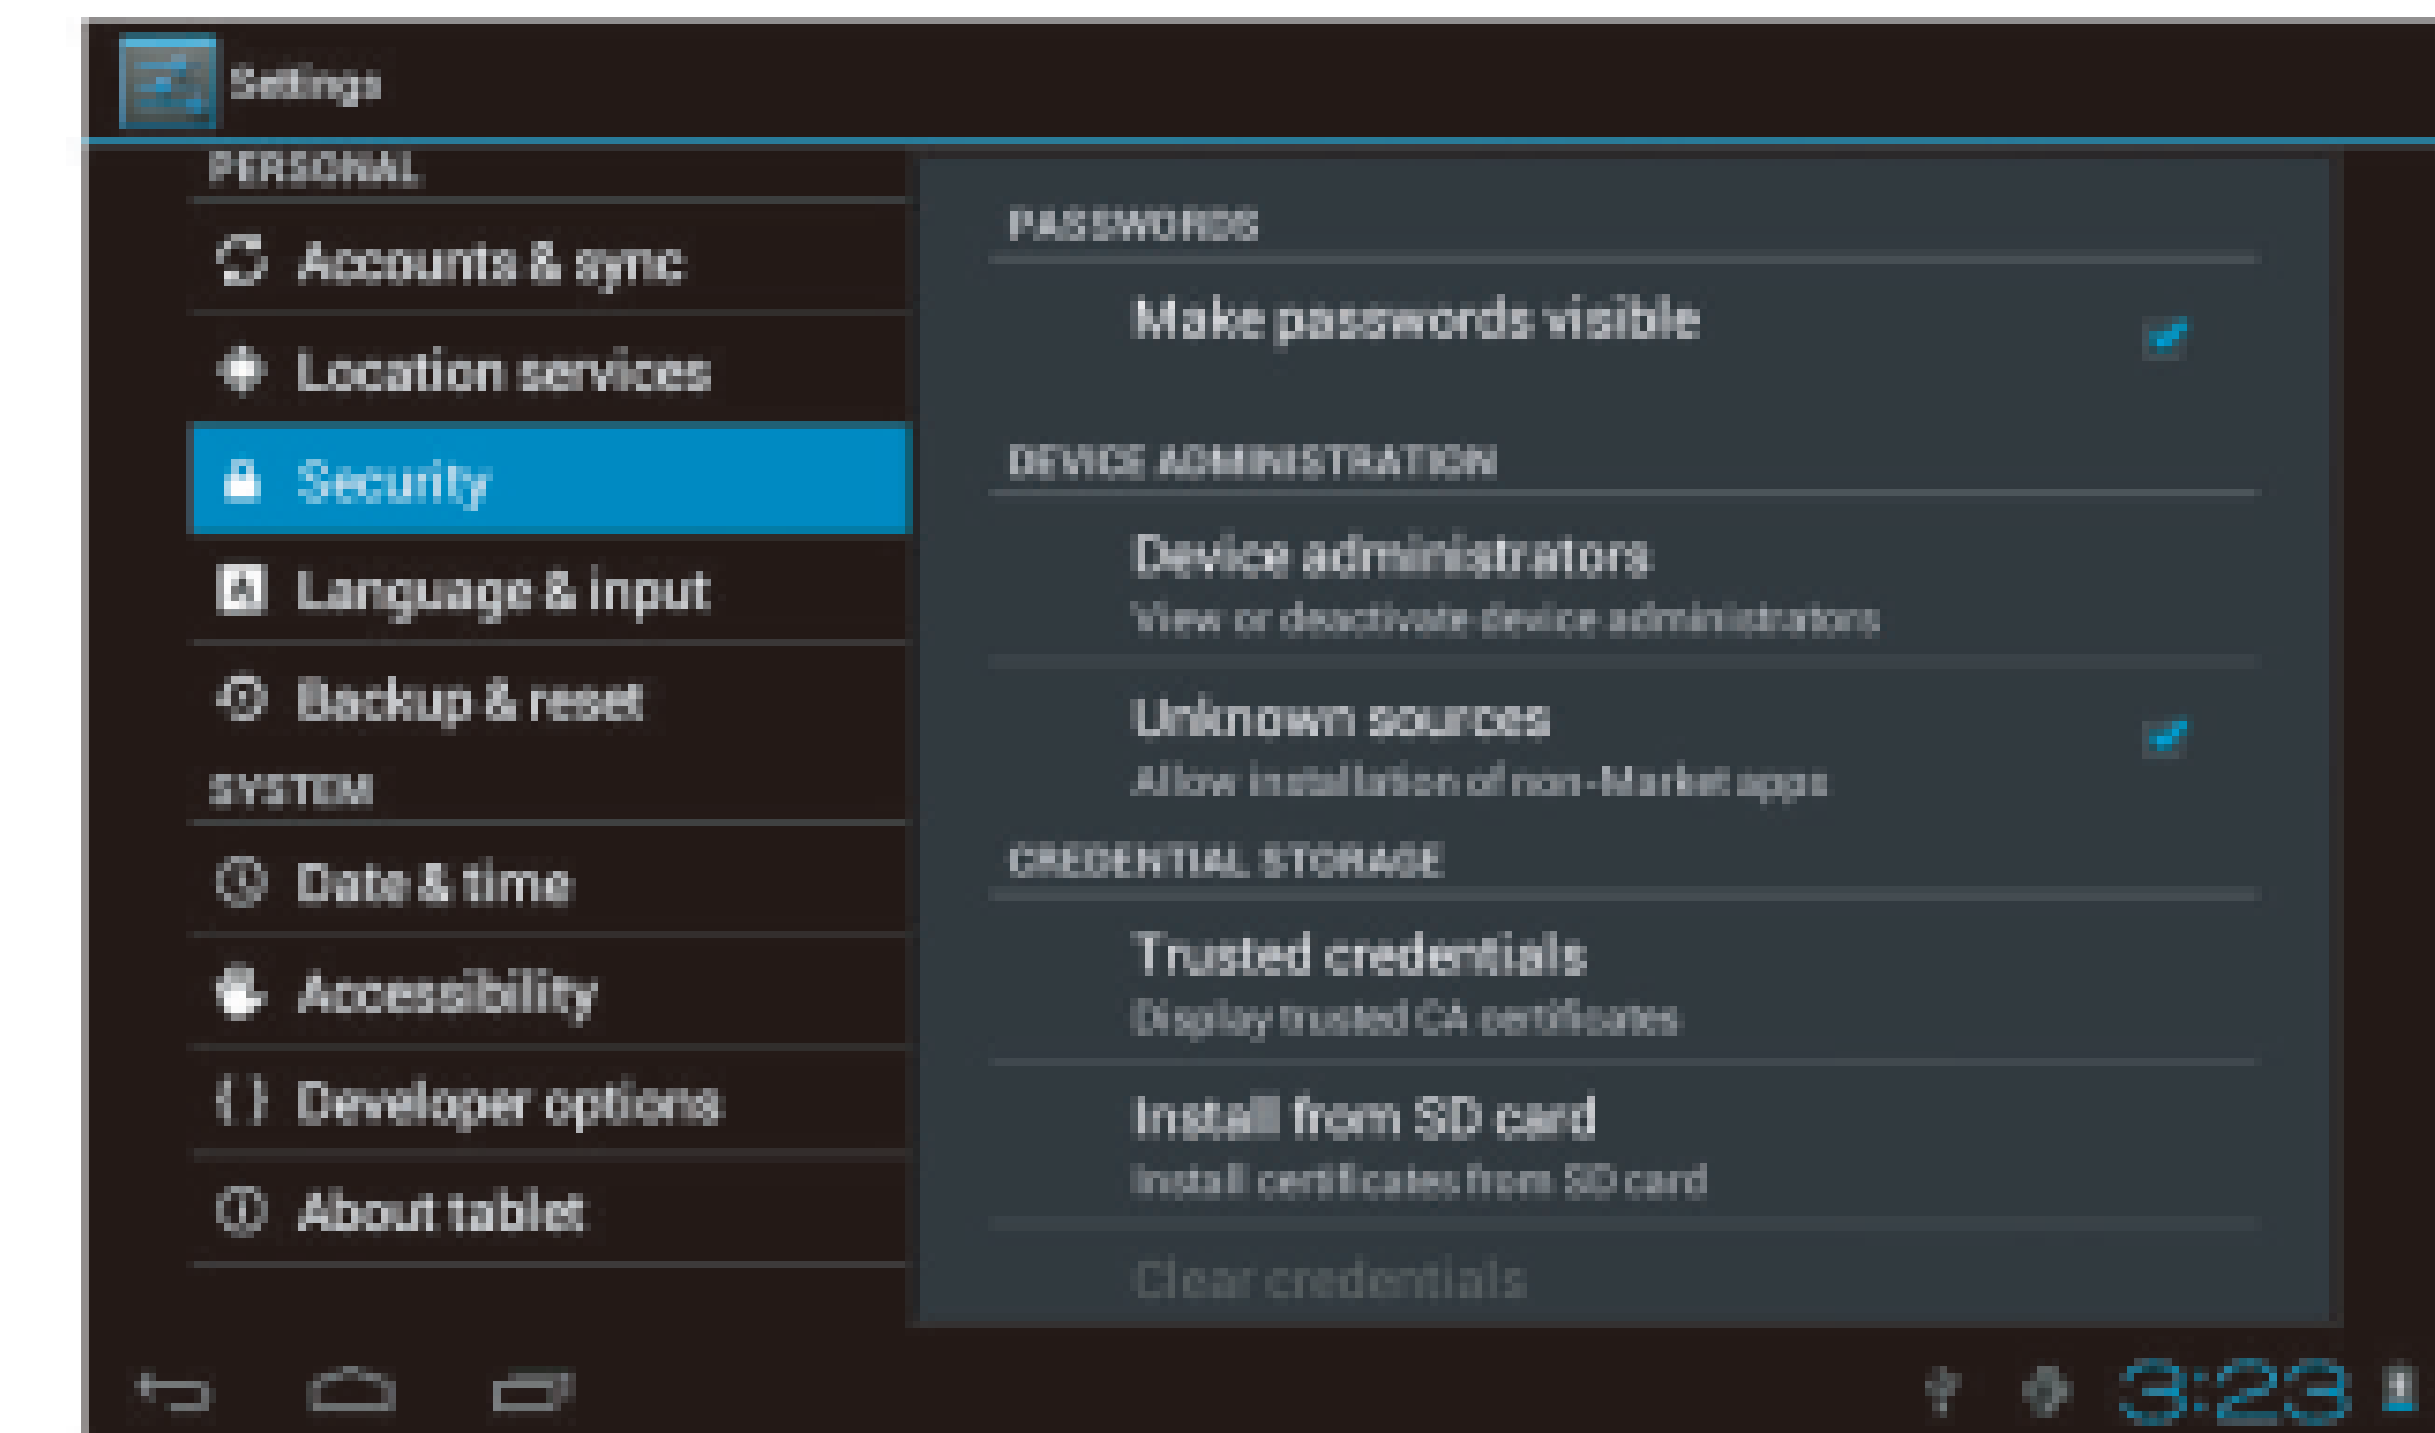 Settings
PERSONAL
Accounts & sync
Location services
Security
Language & input
Backup & reset
SYSTEM
Date & time
Accessibility
Developer options
About tablet
PASSWORDS
Make passwords visible
DEVICE ADMINISTRATION
Device administrators
View or deactivate device administrators
Unknown sources
Allow installation of non-Market apps
CREDENTIAL STORAGE
Trusted credentials
Display trusted CA certificates
Install from SD card
Install certificates from SD card
Clear credentials
3:23